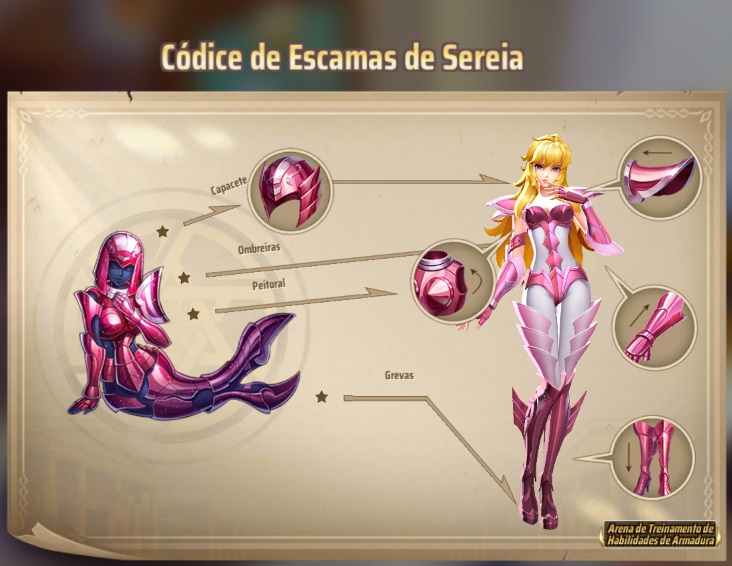 Códice de Escamas de Sereia
Capacete
Ombreiras
Peitoral
Grevas
Arena de Treinamento de
Habilidades de Armadura